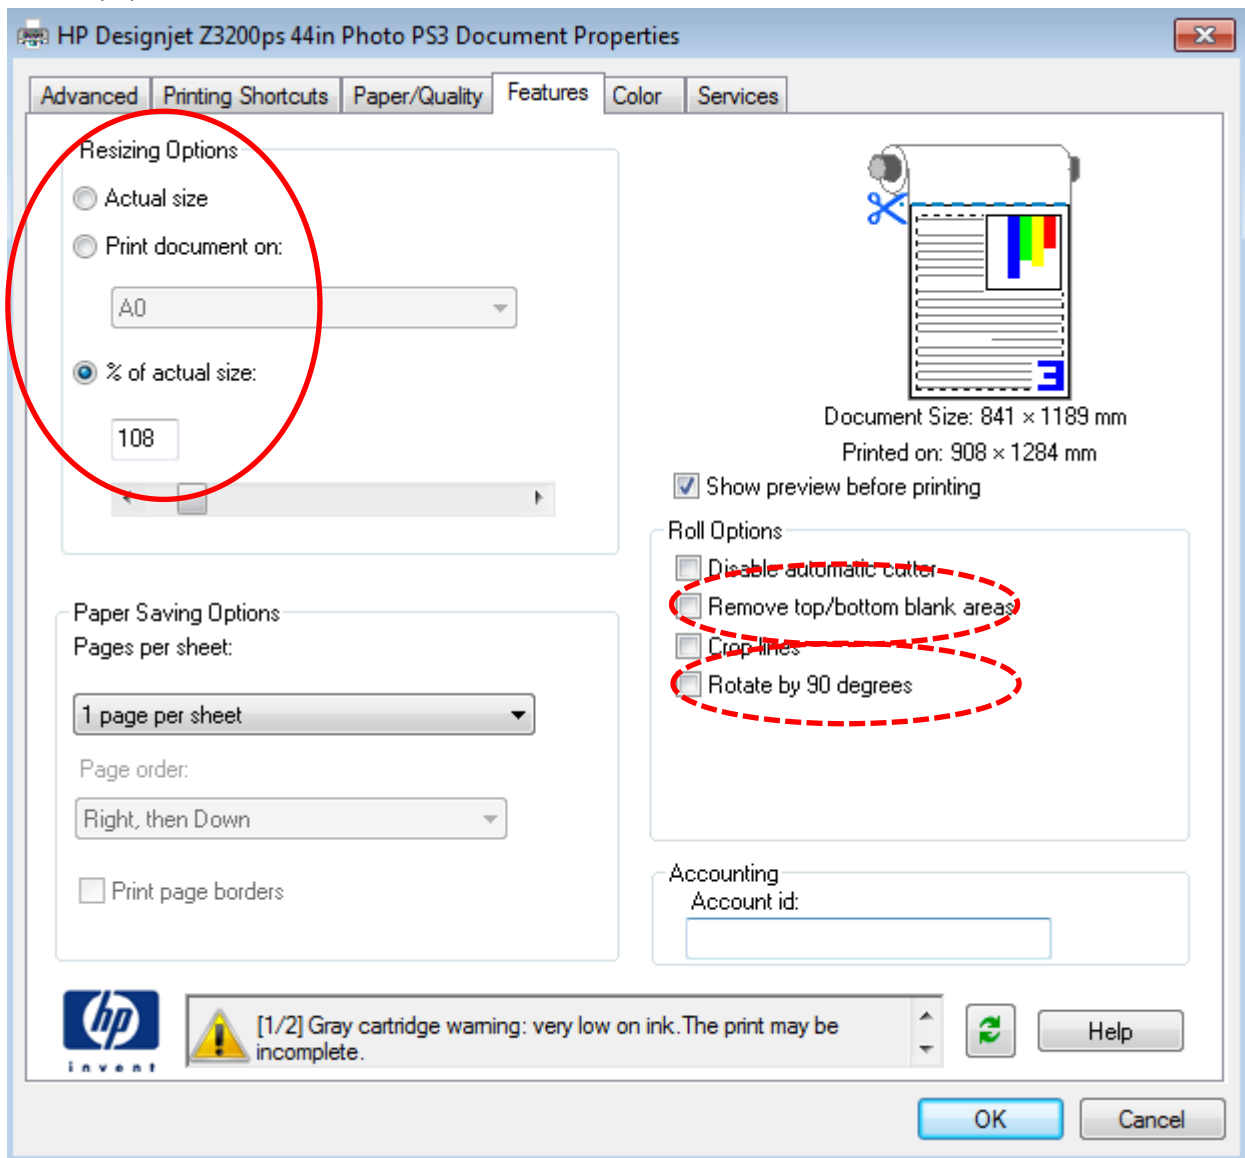 HP Designjet Z3200ps 44in Photo PS3 Document Properties
Advanced Printing Shortcuts Paper/Quality Features Color Services
Resizing Options
Actual size
Print document on:
A0
% of actual size:
108
Document Size: 841 × 1189 mm
Printed on: 908 × 1284 mm
Show preview before printing
Roll Options
Disable automatic cutter
Remove top/bottom blank areas
Crop lines
Rotate by 90 degrees
Paper Saving Options
Pages per sheet:
1 page per sheet
Page order:
Right, then Down
Print page borders
Accounting
Account id:
hp
invent
[1/2] Gray cartridge warning: very low on ink.The print may be
incomplete.
Help
OK Cancel